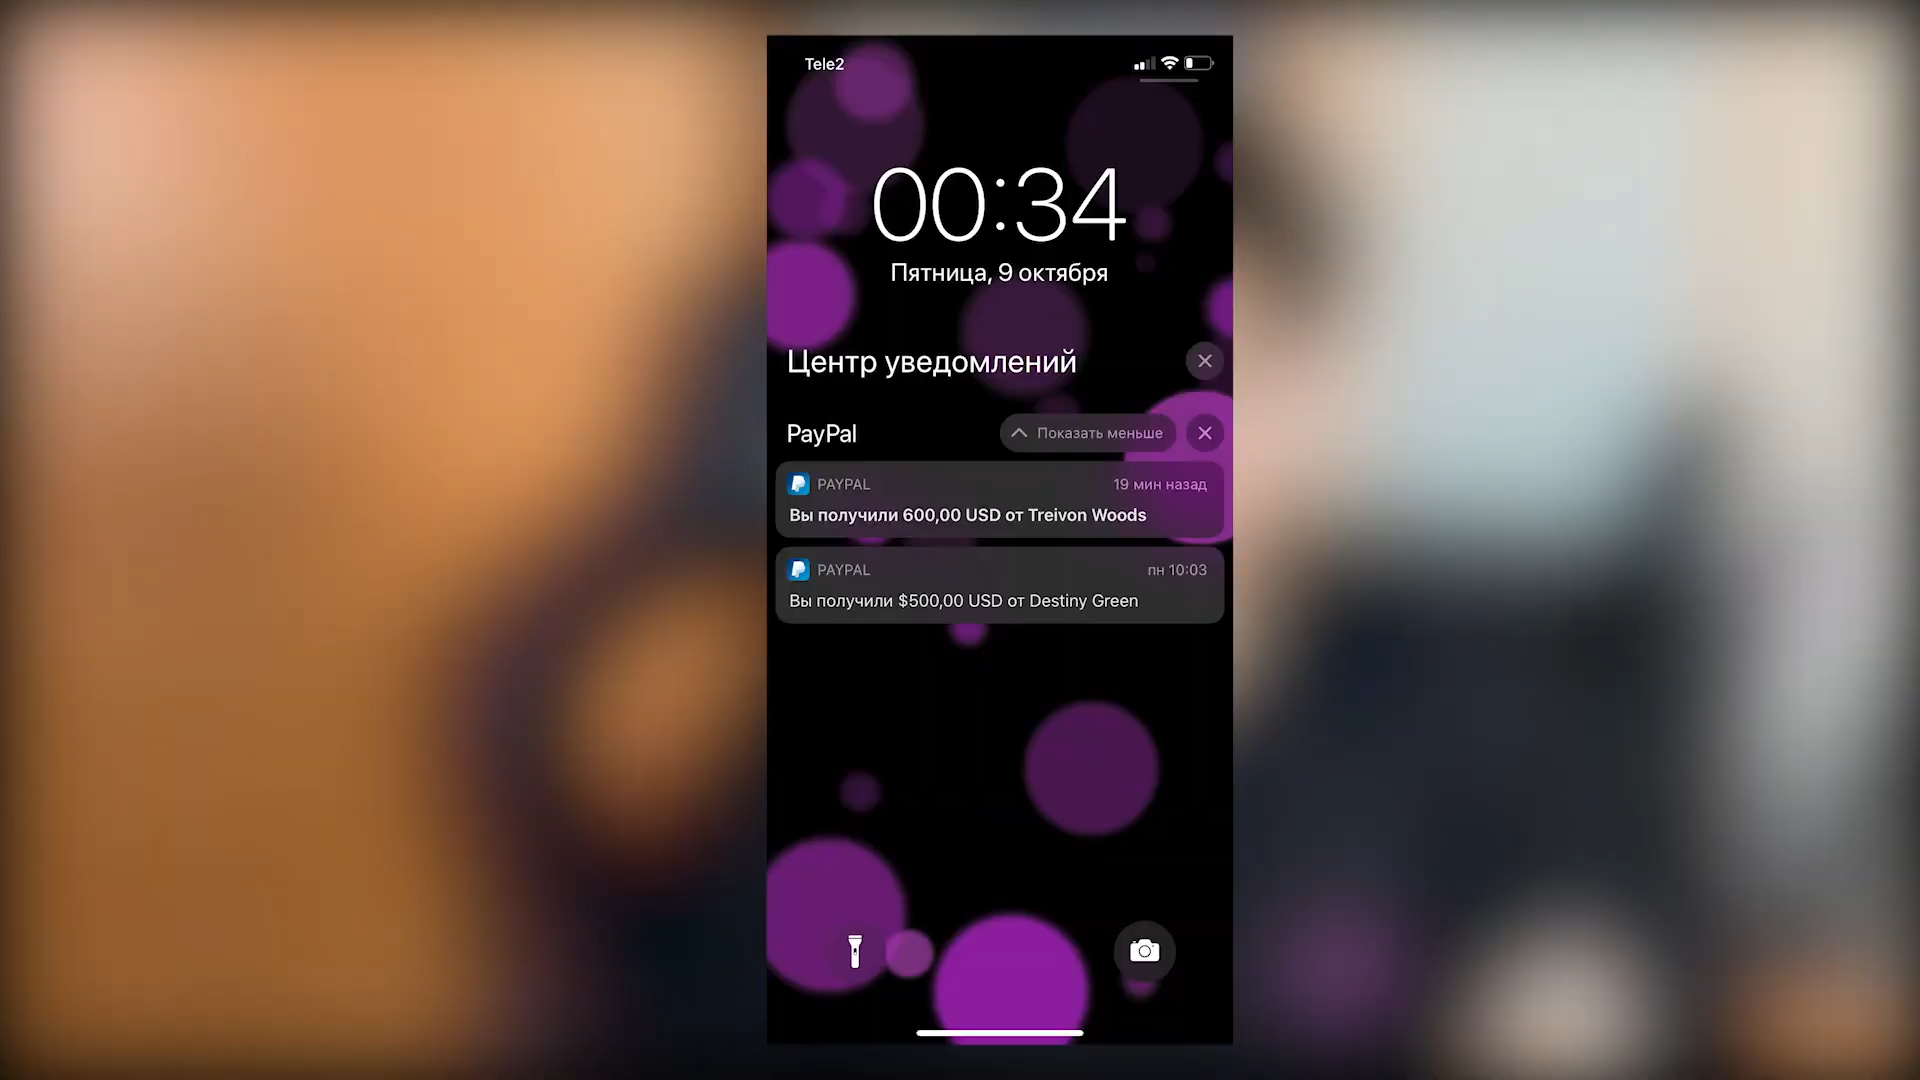 Tele2
00:34
Пятница, 9 октября
Центр уведомлений
PayPal
Показать меньше
PAYPAL
19 мин назад
Вы получили 600,00 USD от Treivon Woods
PAYPAL
пн 10:03
Вы получили $500,00 USD от Destiny Green